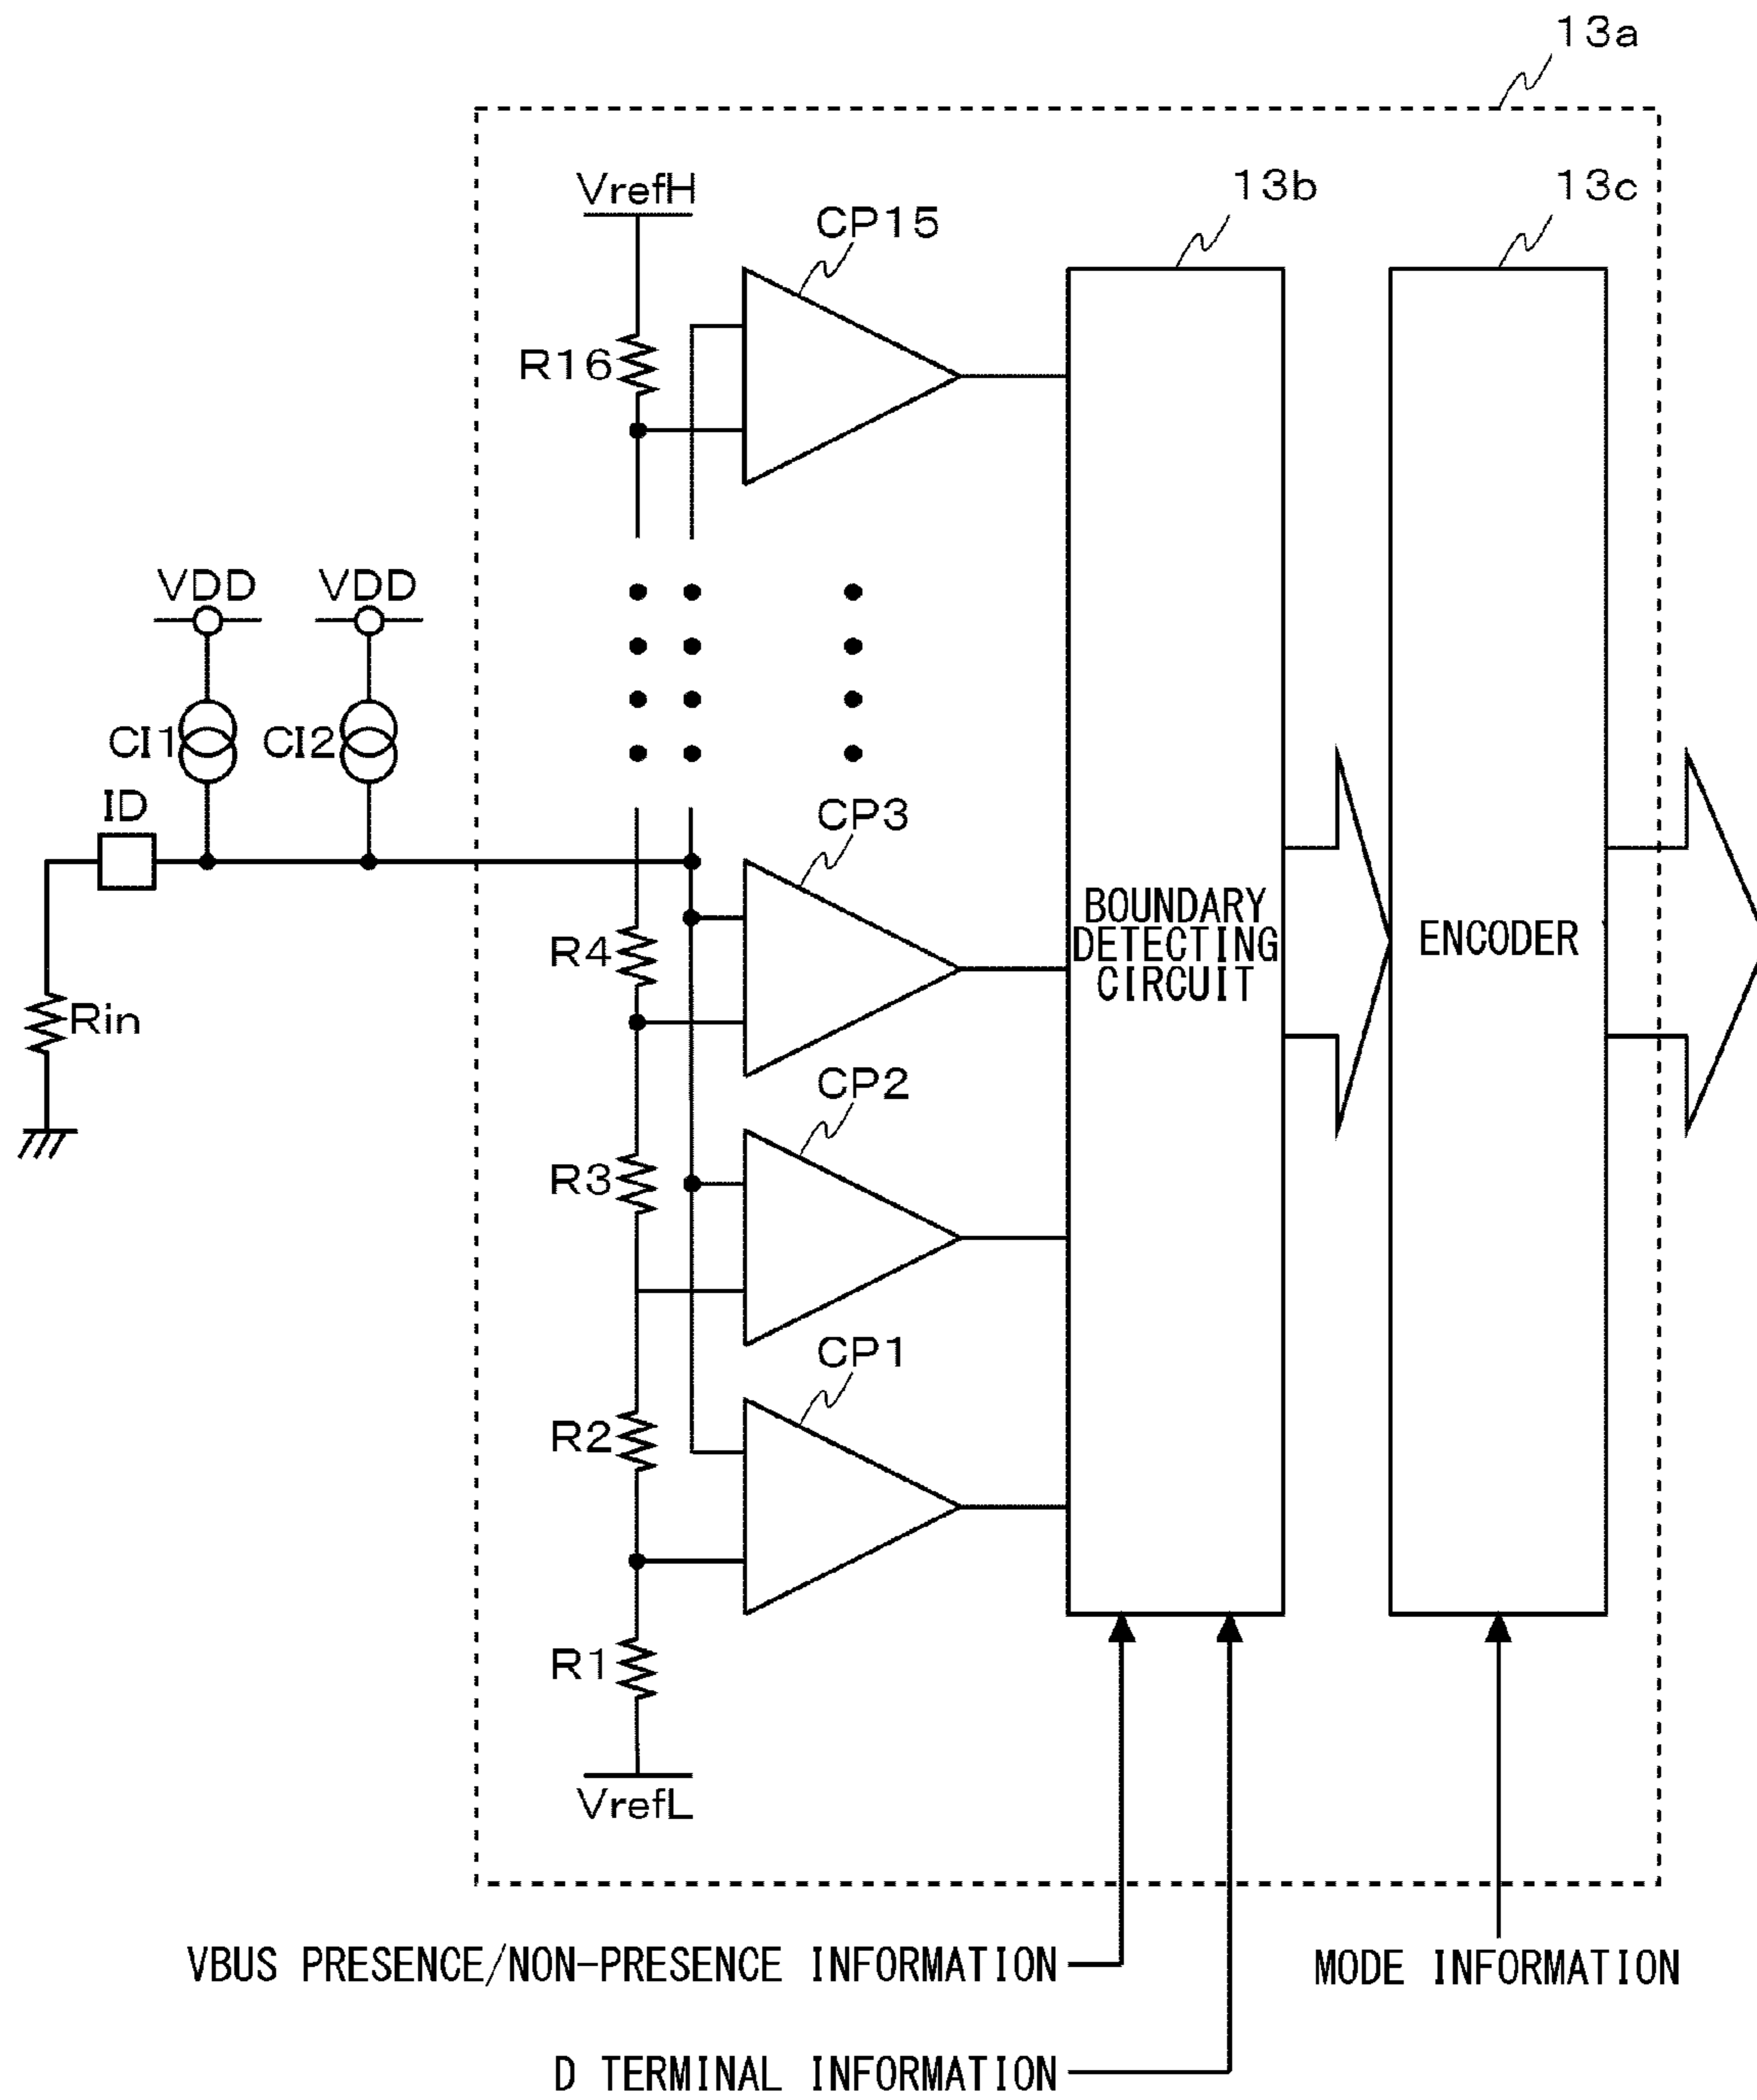 13a
13b
13c
VrefH
CP15
R16
VDD
VDD
CI1
CI2
ID
CP3
R4
BOUNDARY
DETECTING
CIRCUIT
ENCODER
Rin
CP2
R3
CP1
R2
R1
VrefL
VBUS PRESENCE/NON-PRESENCE INFORMATION
MODE INFORMATION
D TERMINAL INFORMATION